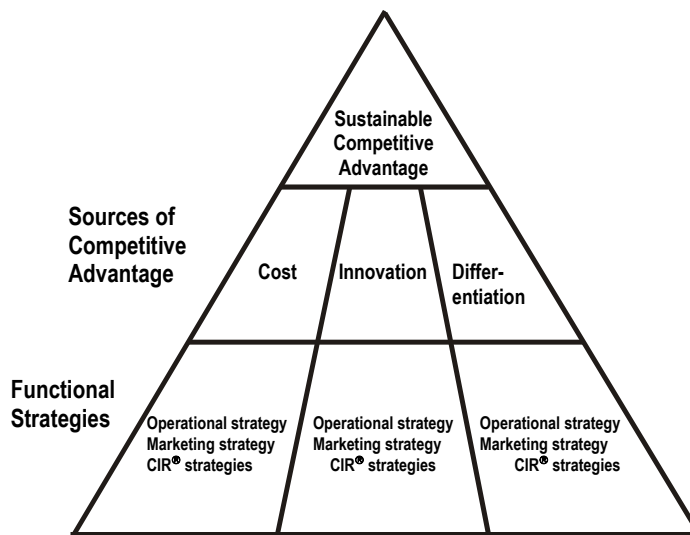 Sustainable
Competitive
Advantage
Sources of
Competitive
Advantage
Cost
Innovation
Differ-
entiation
Functional
Strategies
Operational strategy
Marketing strategy
CIR® strategies
Operational strategy
Marketing strategy
CIR® strategies
Operational strategy
Marketing strategy
CIR® strategies